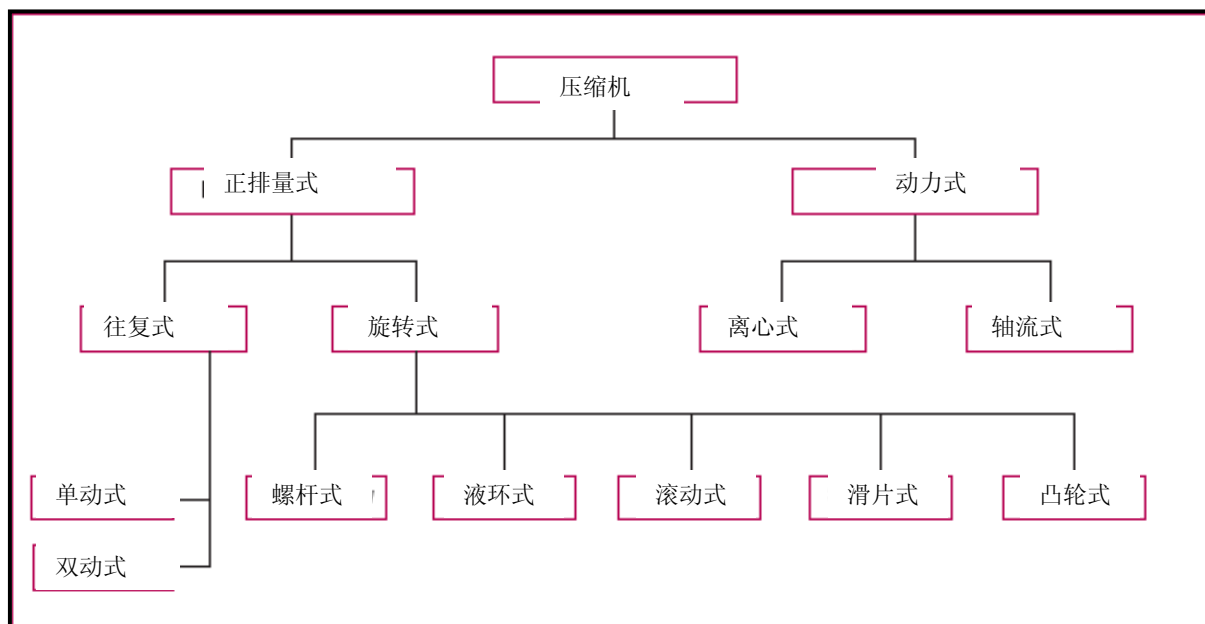 压缩机
正排量式
动力式
往复式
旋转式
离心式
轴流式
单动式
螺杆式
液环式
滚动式
滑片式
凸轮式
双动式